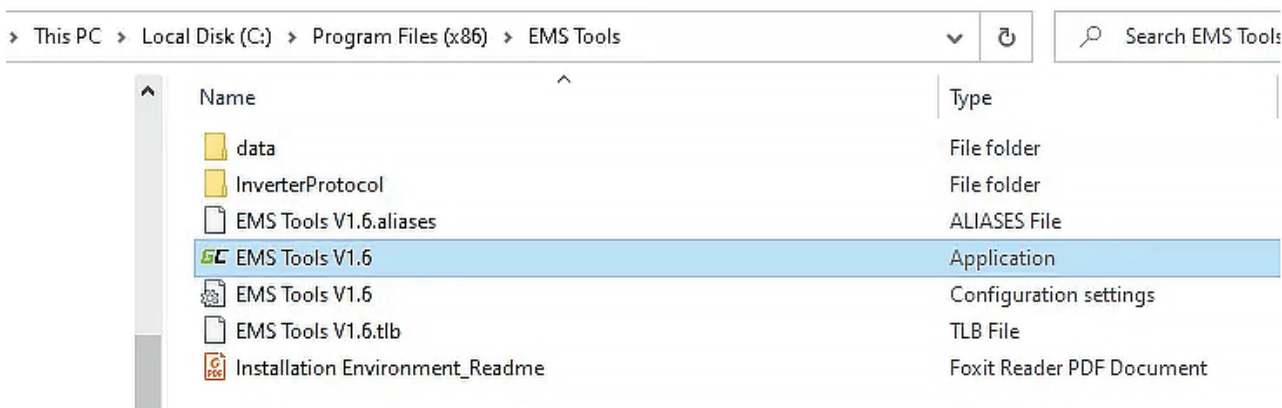 This PC > Local Disk (C:) > Program Files (x86) > EMS Tools Search EMS Tools
Name Type
data File folder
InverterProtocol File folder
EMS Tools V1.6.aliases ALIASES File
GC EMS Tools V1.6 Application
EMS Tools V1.6 Configuration settings
EMS Tools V1.6.tlb TLB File
G PDF Installation Environment_Readme Foxit Reader PDF Document